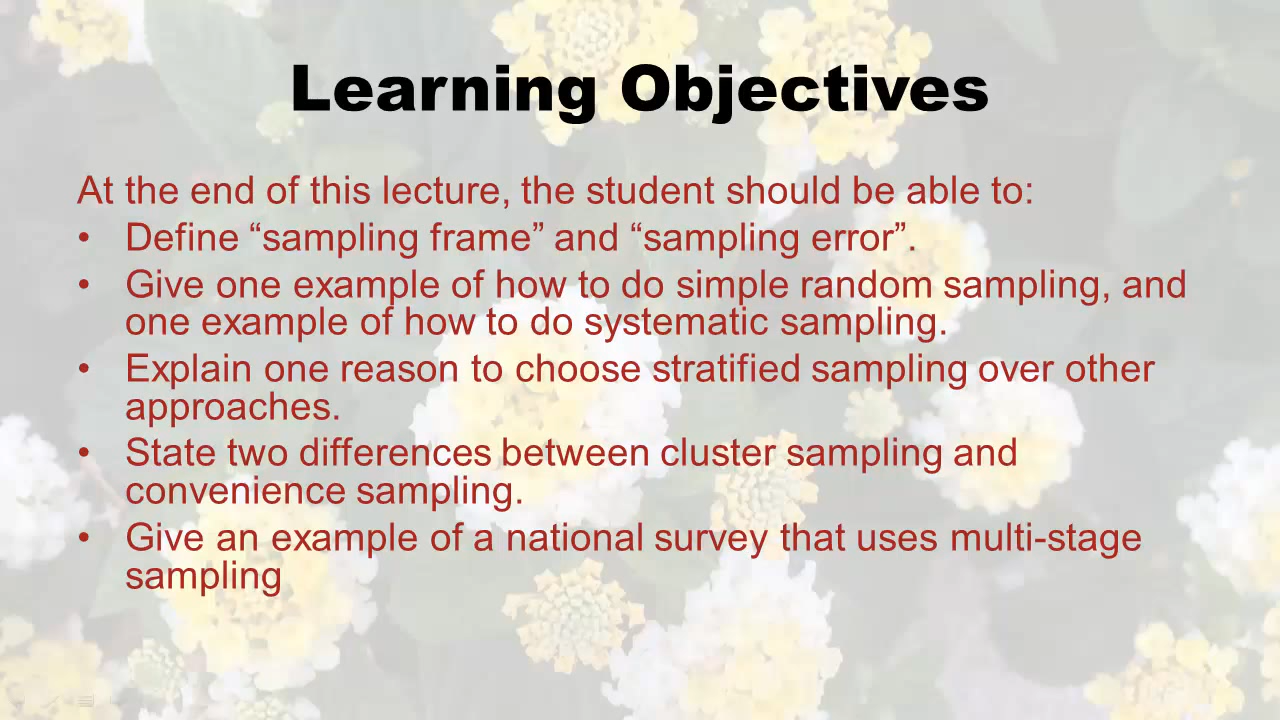 Learning Objectives
At the end of this lecture, the student should be able to:
• Define “sampling frame” and “sampling error”.
• Give one example of how to do simple random sampling, and
one example of how to do systematic sampling.
• Explain one reason to choose stratified sampling over other
approaches.
• State two differences between cluster sampling and
convenience sampling.
• Give an example of a national survey that uses multi-stage
sampling